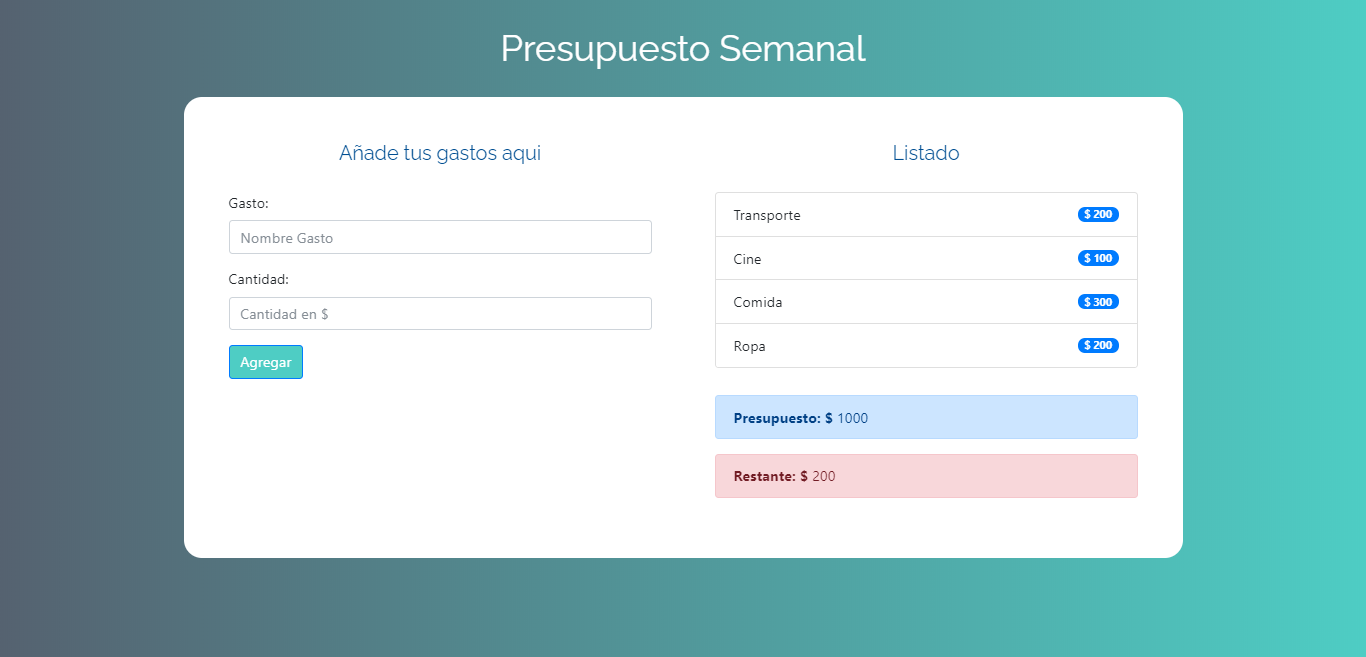 Presupuesto Semanal
Añade tus gastos aqui
Gasto:
Nombre Gasto
Cantidad:
Cantidad en $
Agregar
Listado
Transporte $ 200
Cine $ 100
Comida $ 300
Ropa $ 200
Presupuesto: $ 1000
Restante: $ 200